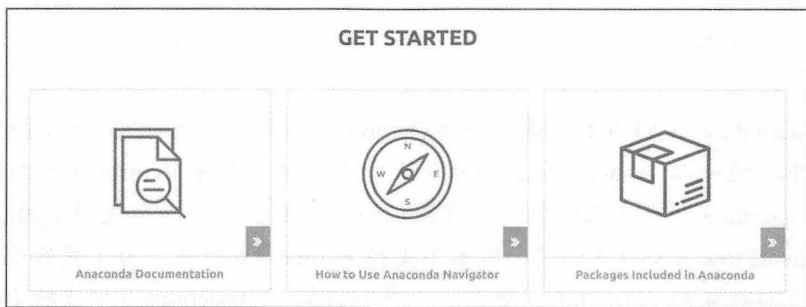 GET STARTED
N
W E
S
» » »
Anaconda Documentation
How to Use Anaconda Navigator
Packages Included in Anaconda